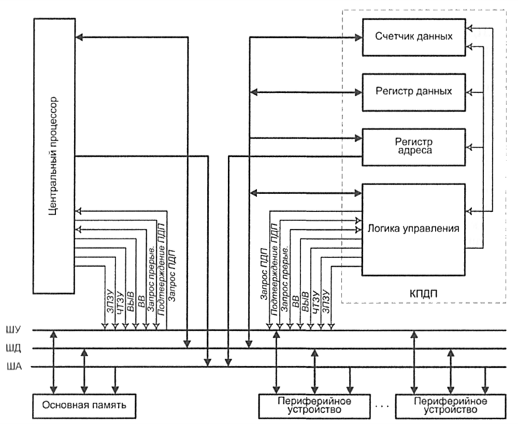 Центральный процессор
Счетчик данных
Регистр данных
Регистр
адреса
Логика управления
КПДП
ЗПЗУ
ЧТЗУ
ВЫВ
ВВ
Запрос прерыв.
Подтверждение ПДП
Запрос ПДП
Запрос ПДП
Подтверждение ПДП
Запрос прерыв.
ВВ
ВЫВ
ЧТЗУ
ЗПЗУ
ШУ
ШД
ША
Основная память
Периферийное
устройство
. . .
Периферийное
устройство